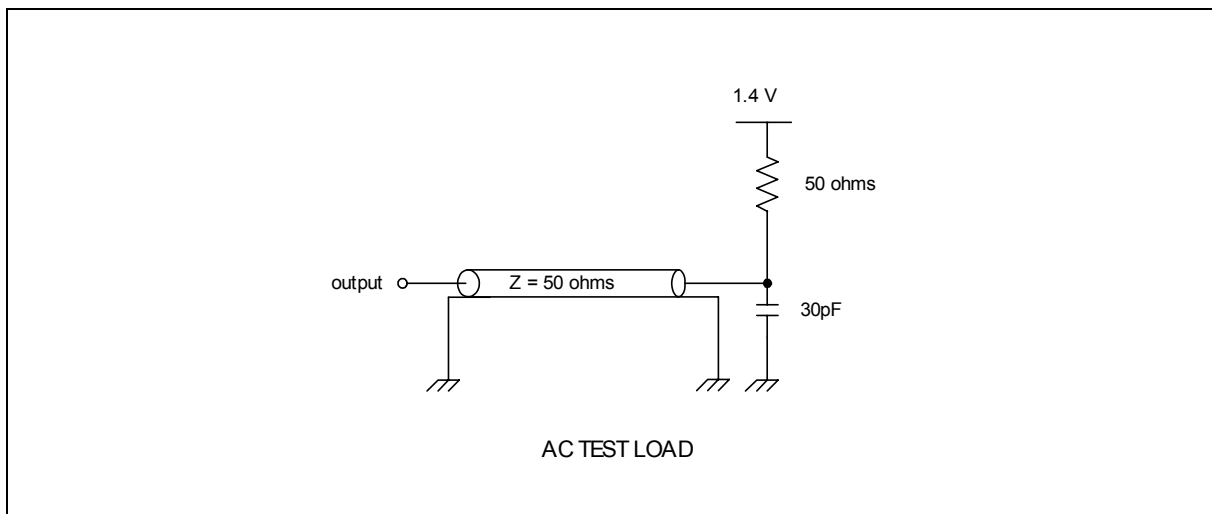 1.4 V
50 ohms
output
Z = 50 ohms
30pF
AC TEST LOAD